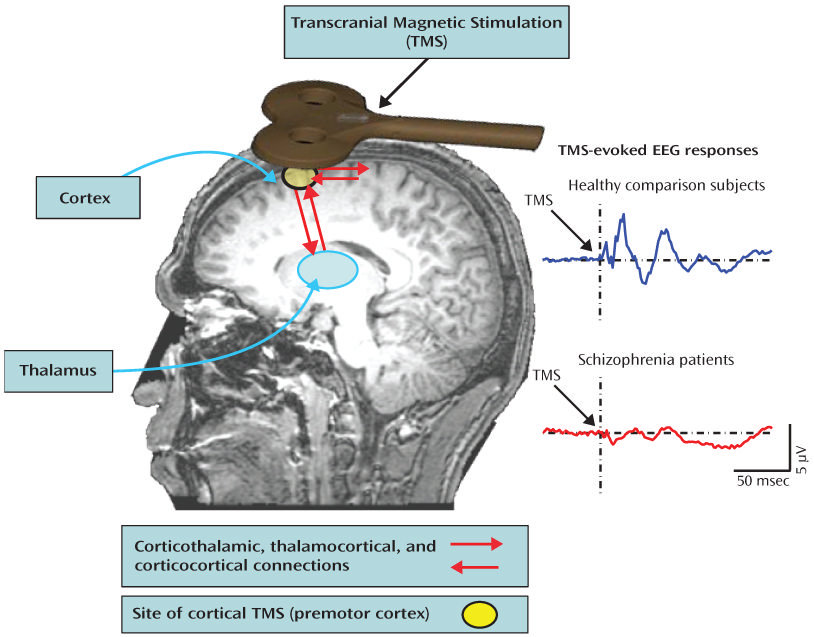 Transcranial Magnetic Stimulation
(TMS)
TMS-evoked EEG responses
Healthy comparison subjects
TMS
Cortex
Thalamus
Schizophrenia patients
TMS
5 µV
50 msec
Corticothalamic, thalamocortical, and
corticocortical connections
Site of cortical TMS (premotor cortex)